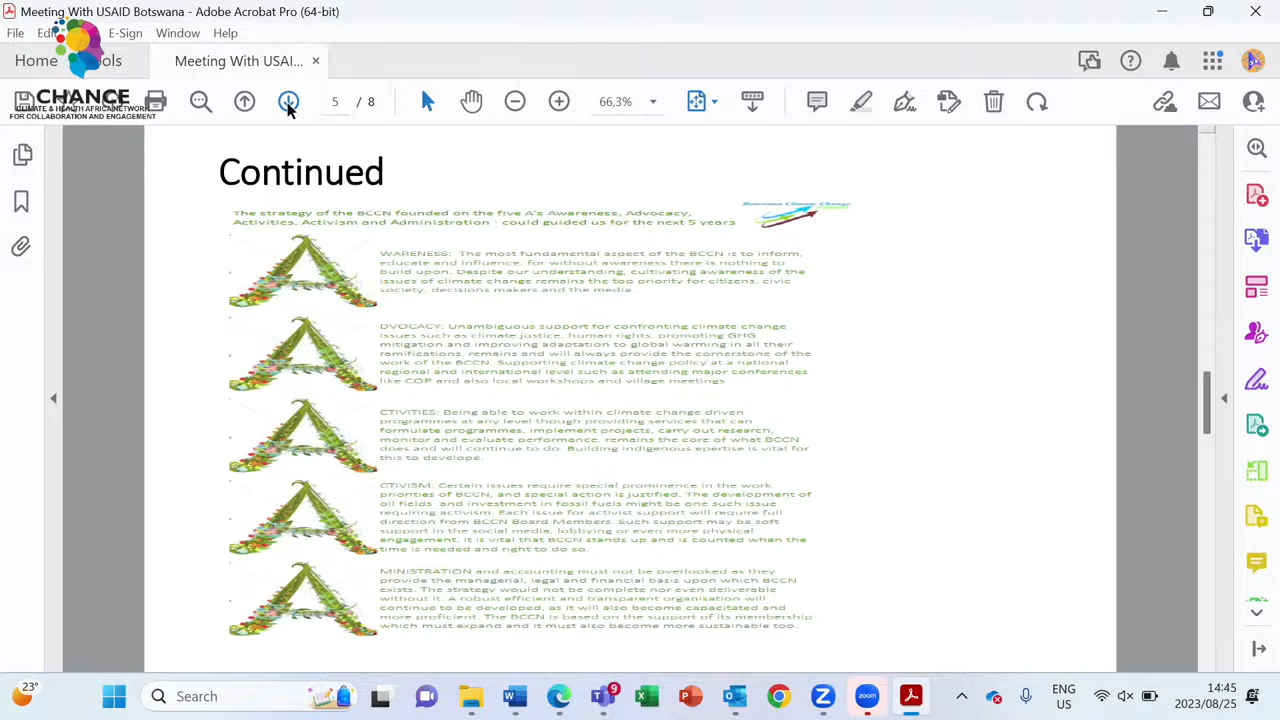 Meeting With USAID Botswana - Adobe Acrobat Pro (64-bit)
File E-Sign Window Help
Home Meeting With USAI... ×
5 / 8 66,3%
CHANCE
CLIMATE & HEALTH AFRICA NETWORK
FOR COLLABORATION AND ENGAGEMENT
Continued
The strategy of the BCCN founded on the five A's Awareness, Advocacy,
Activities, Activism and Administration - could guided us for the next 5 years
Botswana Climate Change
WARENESS: The most fundamental aspect of the BCCN is to inform,
educate and influence, for without awareness there is nothing to
build upon. Despite our understanding, cultivating awareness of the
issues of climate change remains the top priority for citizens, civic
society, decisions makers and the media.
DVOCACY: Unambiguous support for confronting climate change
issues such as climate justice, human rights, promoting GHG
mitigation and improving adaptation to global warming in all their
ramifications, remains and will always provide the cornerstone of the
work of the BCCN. Supporting climate change policy at a national
regional and international level such as attending major conferences
like COP and also local workshops and village meetings
CTIVITIES: Being able to work within climate change driven
programmes at any level though providing services that can
formulate programmes, implement projects, carry out research,
monitor and evaluate performance, remains the core of what BCCN
does and will continue to do. Building indigenous epertise is vital for
this to develope.
CTIVISM: Certain issues require special prominence in the work
priorities of BCCN, and special action is justified. The development of
oil fields and investment in fossil fuels might be one such issue
requiring activism. Each issue for activist support will require full
direction from BCCN Board Members. Such support may be soft
support in the social media, lobbying or even more physical
engagement. it is vital that BCCN stands up and is counted when the
time is needed and right to do so.
MINISTRATION and accounting must not be overlooked as they
provide the managerial, legal and financial basis upon which BCCN
exists. The strategy would not be complete nor even deliverable
without it. A robust efficient and transparent organisation will
continue to be developed, as it will also become capacitated and
more proficient. The BCCN is based on the support of its membership
which must expand and it must also become more sustainable too.
23°
Search
9
ENG
US
14:45
2023/08/25